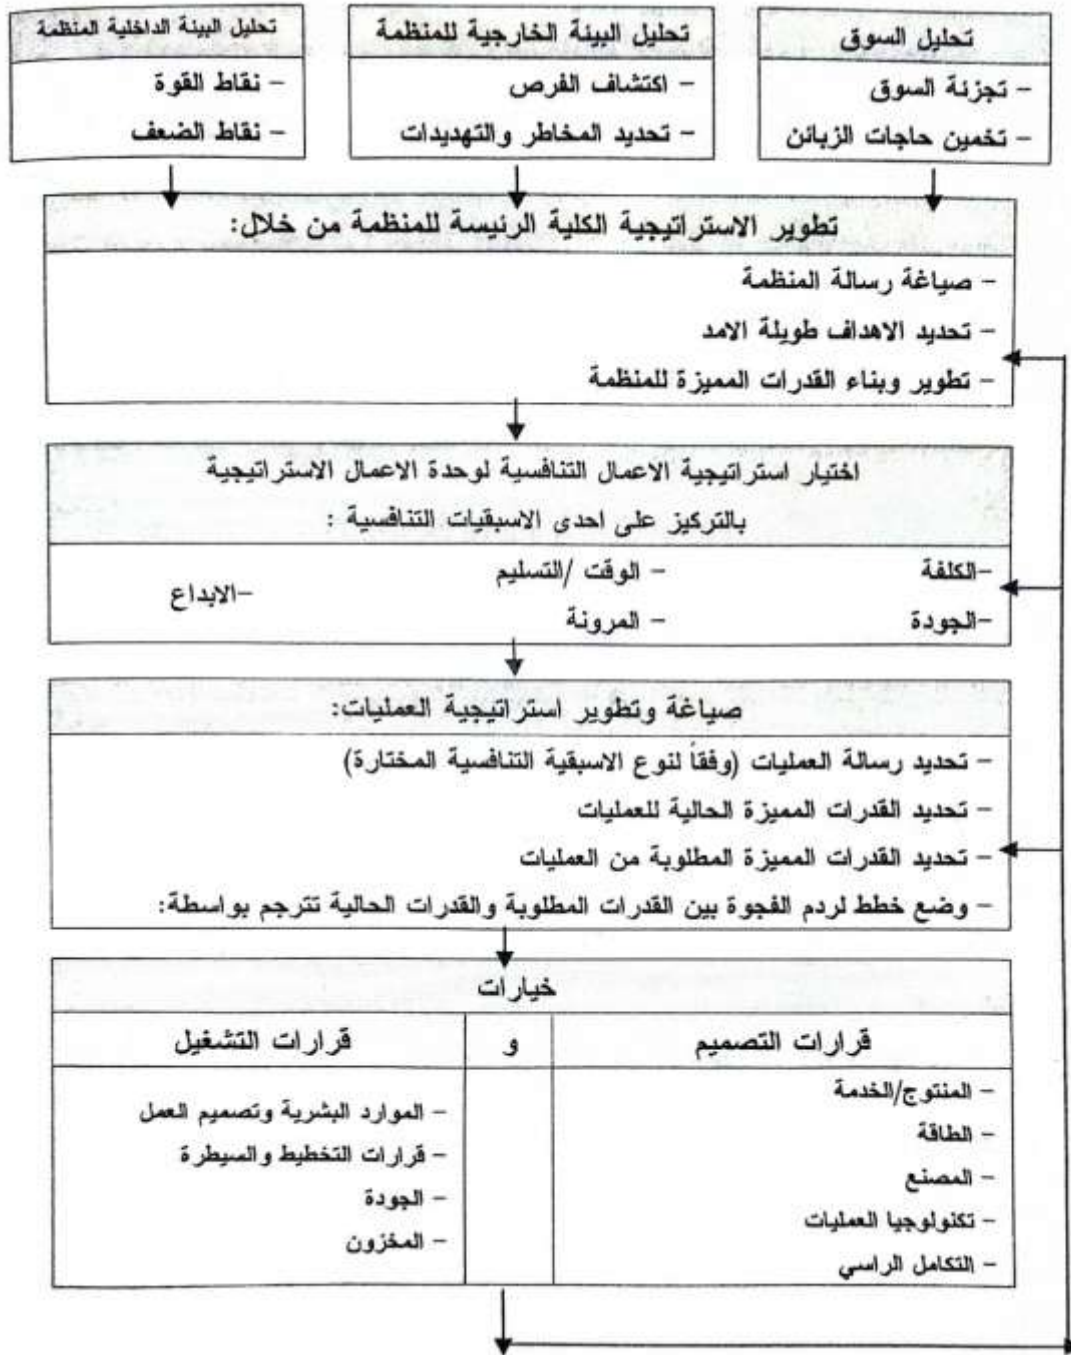 تحليل السوق
- تجزئة السوق
- تخمين حاجات الزبائن
تحليل البيئة الخارجية للمنظمة
- اكتشاف الفرص
- تحديد المخاطر والتهديدات
تحليل البيئة الداخلية المنظمة
- نقاط القوة
- نقاط الضعف
تطوير الاستراتيجية الكلية الرئيسة للمنظمة من خلال:
- صياغة رسالة المنظمة
- تحديد الاهداف طويلة الامد
- تطوير وبناء القدرات المميزة للمنظمة
اختيار استراتيجية الاعمال التنافسية لوحدة الاعمال الاستراتيجية
بالتركيز على احدى الاسبقيات التنافسية :
-الكلفة
-الجودة
- الوقت /التسليم
- المرونة
-الابداع
صياغة وتطوير استراتيجية العمليات:
- تحديد رسالة العمليات (وفقاً لنوع الاسبقية التنافسية المختارة)
- تحديد القدرات المميزة الحالية للعمليات
- تحديد القدرات المميزة المطلوبة من العمليات
- وضع خطط لردم الفجوة بين القدرات المطلوبة والقدرات الحالية تترجم بواسطة:
خيارات
قرارات التصميم
و
قرارات التشغيل
- المنتوج/الخدمة
- الطاقة
- المصنع
- تكنولوجيا العمليات
- التكامل الراسي
- الموارد البشرية وتصميم العمل
- قرارات التخطيط والسيطرة
- الجودة
- المخزون